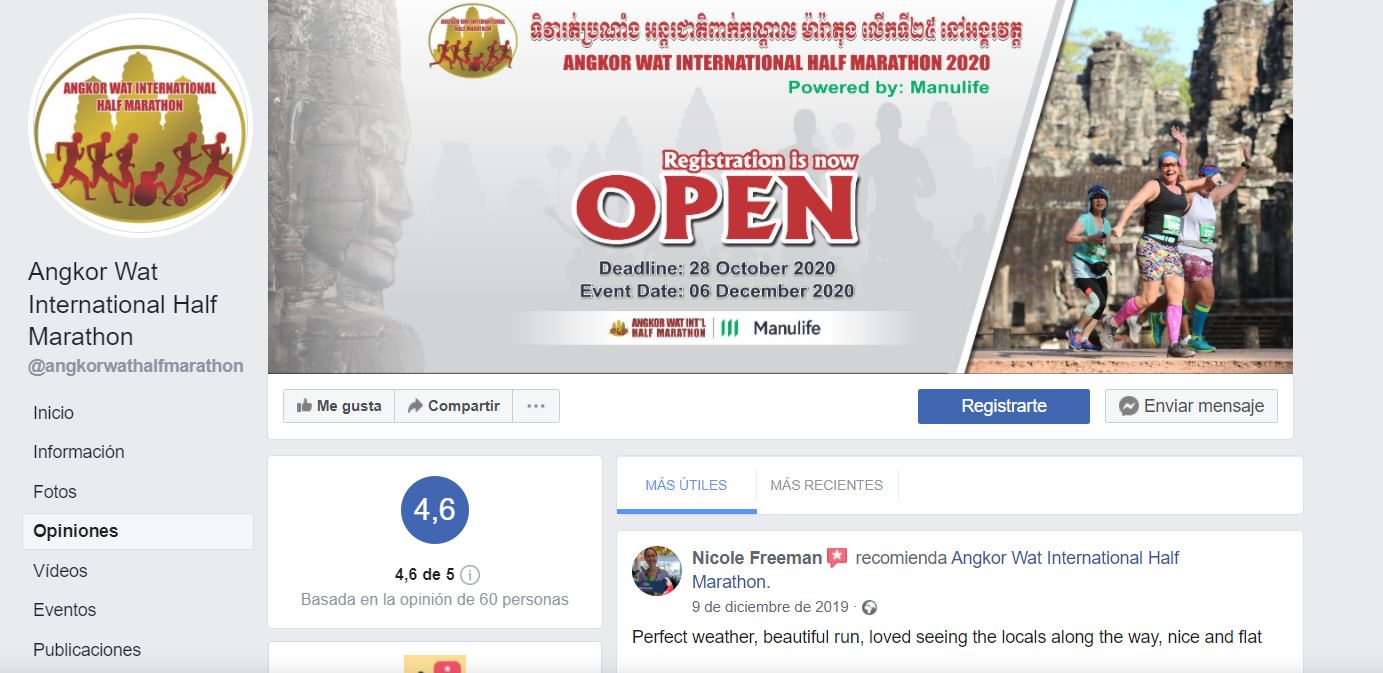 ANGKOR WAT INTERNATIONAL
HALF MARATHON
Angkor Wat
International Half
Marathon
@angkorwathalfmarathon
Inicio
Información
Fotos
Opiniones
Vídeos
Eventos
Publicaciones
ANGKOR WAT INTERNATIONAL
HALF MARATHON
ទិវារត់ប្រណាំង អន្តរជាតិពាក់កណ្តាល ម៉ារ៉ាតុង លើកទី២៥ នៅអង្គរវត្ត
ANGKOR WAT INTERNATIONAL HALF MARATHON 2020
Powered by: Manulife
Registration is now
OPEN
Deadline: 28 October 2020
Event Date: 06 December 2020
ANGKOR WAT INT'L
HALF MARATHON
Manulife
Me gusta
Compartir
Registrarte
Enviar mensaje
4,6
4,6 de 5
Basada en la opinión de 60 personas
MÁS ÚTILES
MÁS RECIENTES
Nicole Freeman recomienda Angkor Wat International Half
Marathon.
9 de diciembre de 2019 ·
Perfect weather, beautiful run, loved seeing the locals along the way, nice and flat